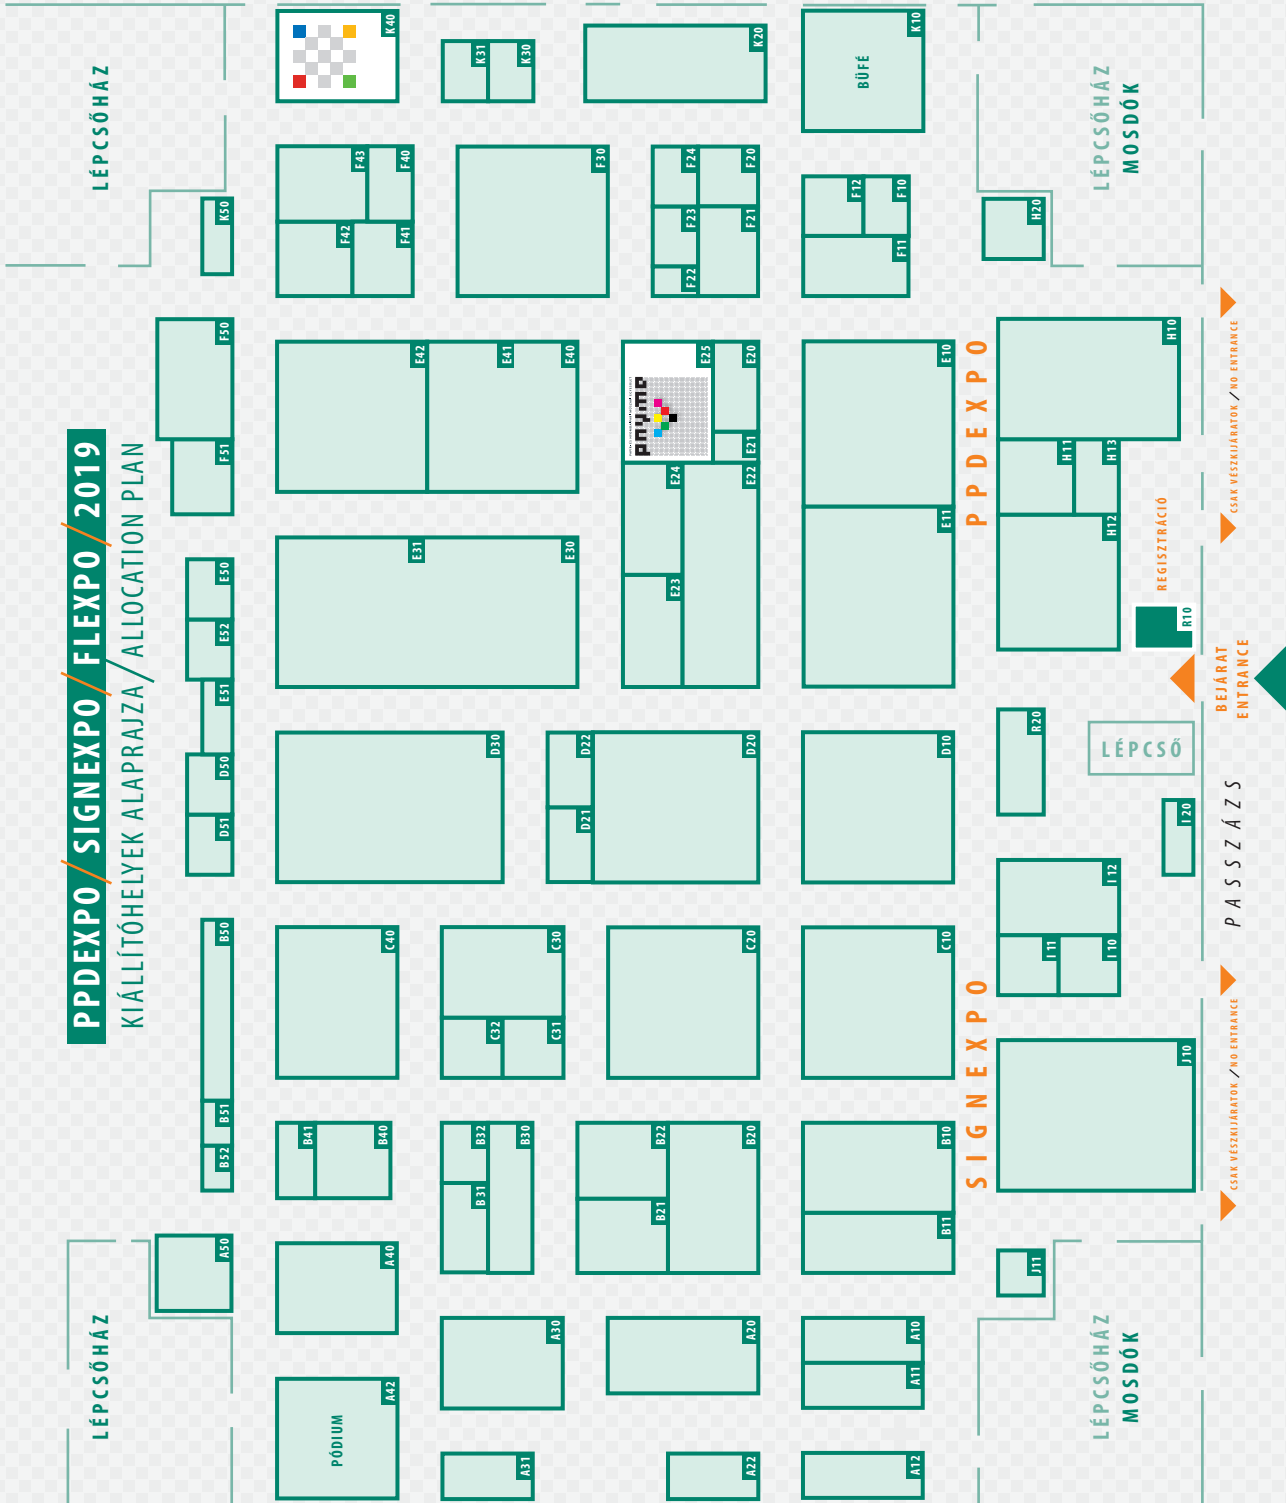 PPDEXPO / SIGNEXPO / FLEXPO / 2019
KIÁLLÍTÓHELYEK ALAPRAJZA / ALLOCATION PLAN
LÉPCSŐHÁZ
LÉPCSŐHÁZ
K50
F50
F51
E50
E52
E51
D50
D51
B50
B51
B52
A50
K40
K31
K30
K20
K10
BÜFÉ
F43
F40
F42
F41
F30
F24
F20
F23
F21
F22
F12
F10
F11
H20
LÉPCSŐHÁZ
MOSDÓK
E42
E41
E40
E25
E20
E21
E24
E22
E23
E10
E11
E31
E30
PPDEXPO
H10
H11
H13
H12
REGISZTRÁCIÓ
R10
CSAK VÉSZKIJÁRATOK / NO ENTRANCE
BEJÁRAT
ENTRANCE
D30
D22
D21
D20
D10
R20
LÉPCSŐ
I 20
PASSZÁZS
C40
C30
C32
C31
C20
C10
I 12
I 11
I 10
SIGNEXPO
J10
CSAK VÉSZKIJÁRATOK / NO ENTRANCE
B41
B40
B32
B30
B31
B22
B20
B21
B10
B11
J11
A40
A30
A20
A10
A11
A42
PÓDIUM
A31
A22
A12
LÉPCSŐHÁZ
MOSDÓK